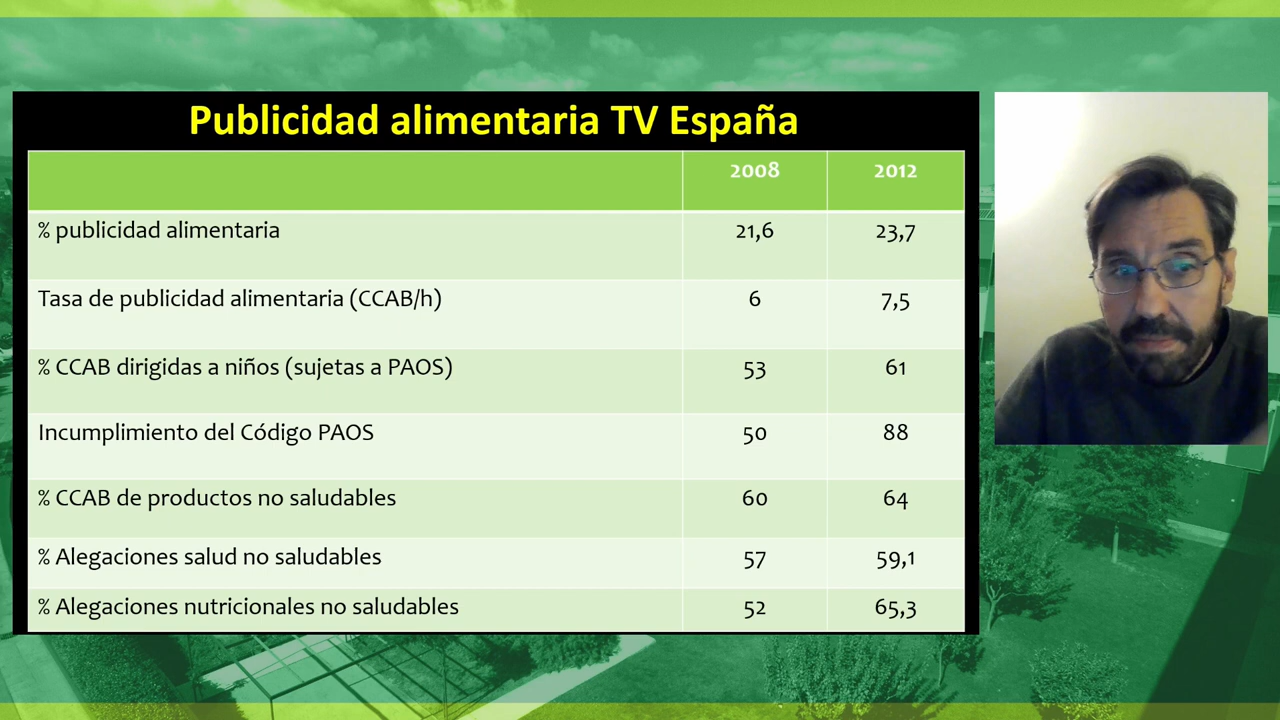 Publicidad alimentaria TV España
2008 2012
% publicidad alimentaria 21,6 23,7
Tasa de publicidad alimentaria (CCAB/h) 6 7,5
% CCAB dirigidas a niños (sujetas a PAOS) 53 61
Incumplimiento del Código PAOS 50 88
% CCAB de productos no saludables 60 64
% Alegaciones salud no saludables 57 59,1
% Alegaciones nutricionales no saludables 52 65,3